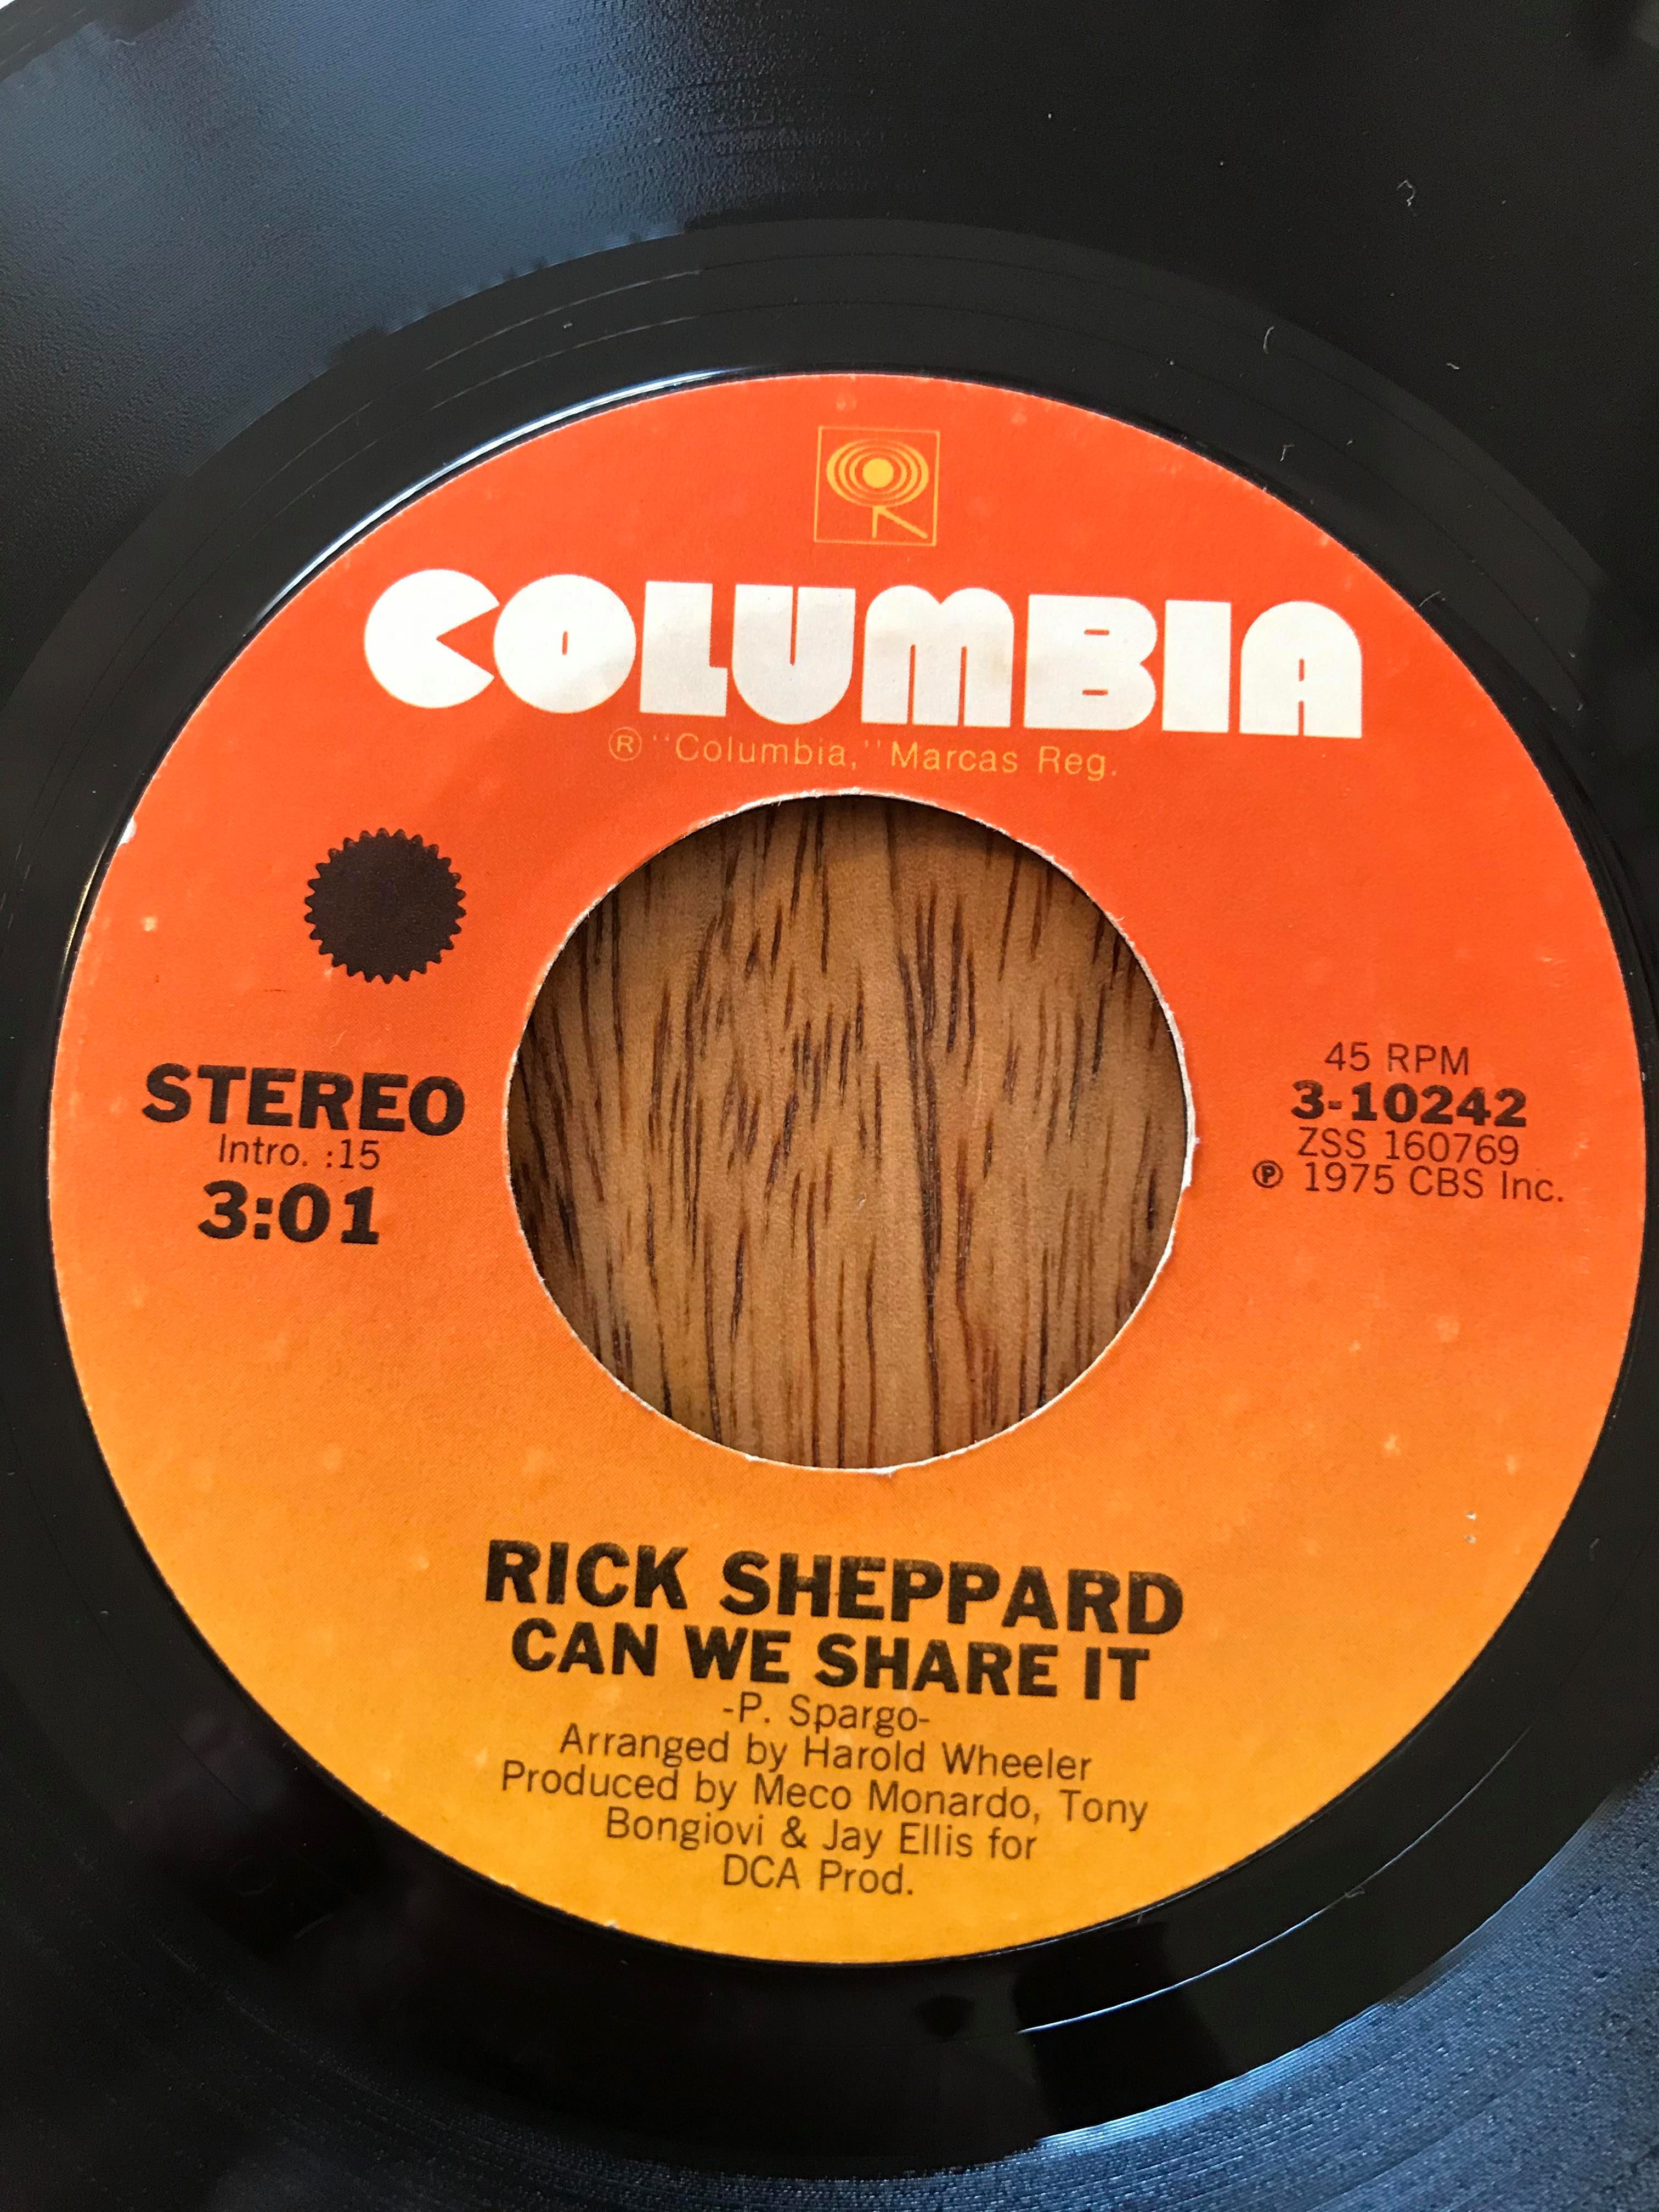 COLUMBIA
® "Columbia," Marcas Reg.
STEREO
Intro. :15
3:01
45 RPM
3-10242
ZSS 160769
℗ 1975 CBS Inc.
RICK SHEPPARD
CAN WE SHARE IT
-P. Spargo-
Arranged by Harold Wheeler
Produced by Meco Monardo, Tony
Bongiovi & Jay Ellis for
DCA Prod.